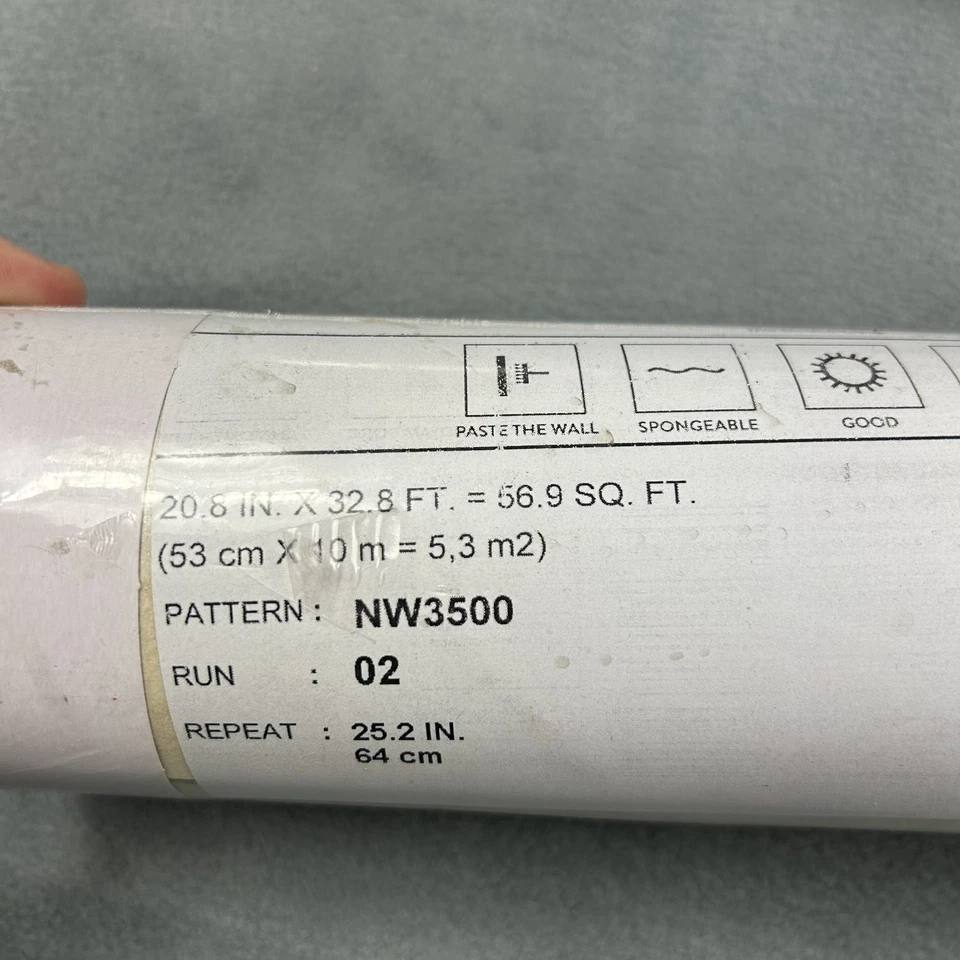 PASTE THE WALL
SPONGEABLE
GOOD
20.8 IN. X 32.8 FT. = 56.9 SQ. FT.
(53 cm X 10 m = 5,3 m2)
PATTERN : NW3500
RUN : 02
REPEAT : 25.2 IN.
64 cm